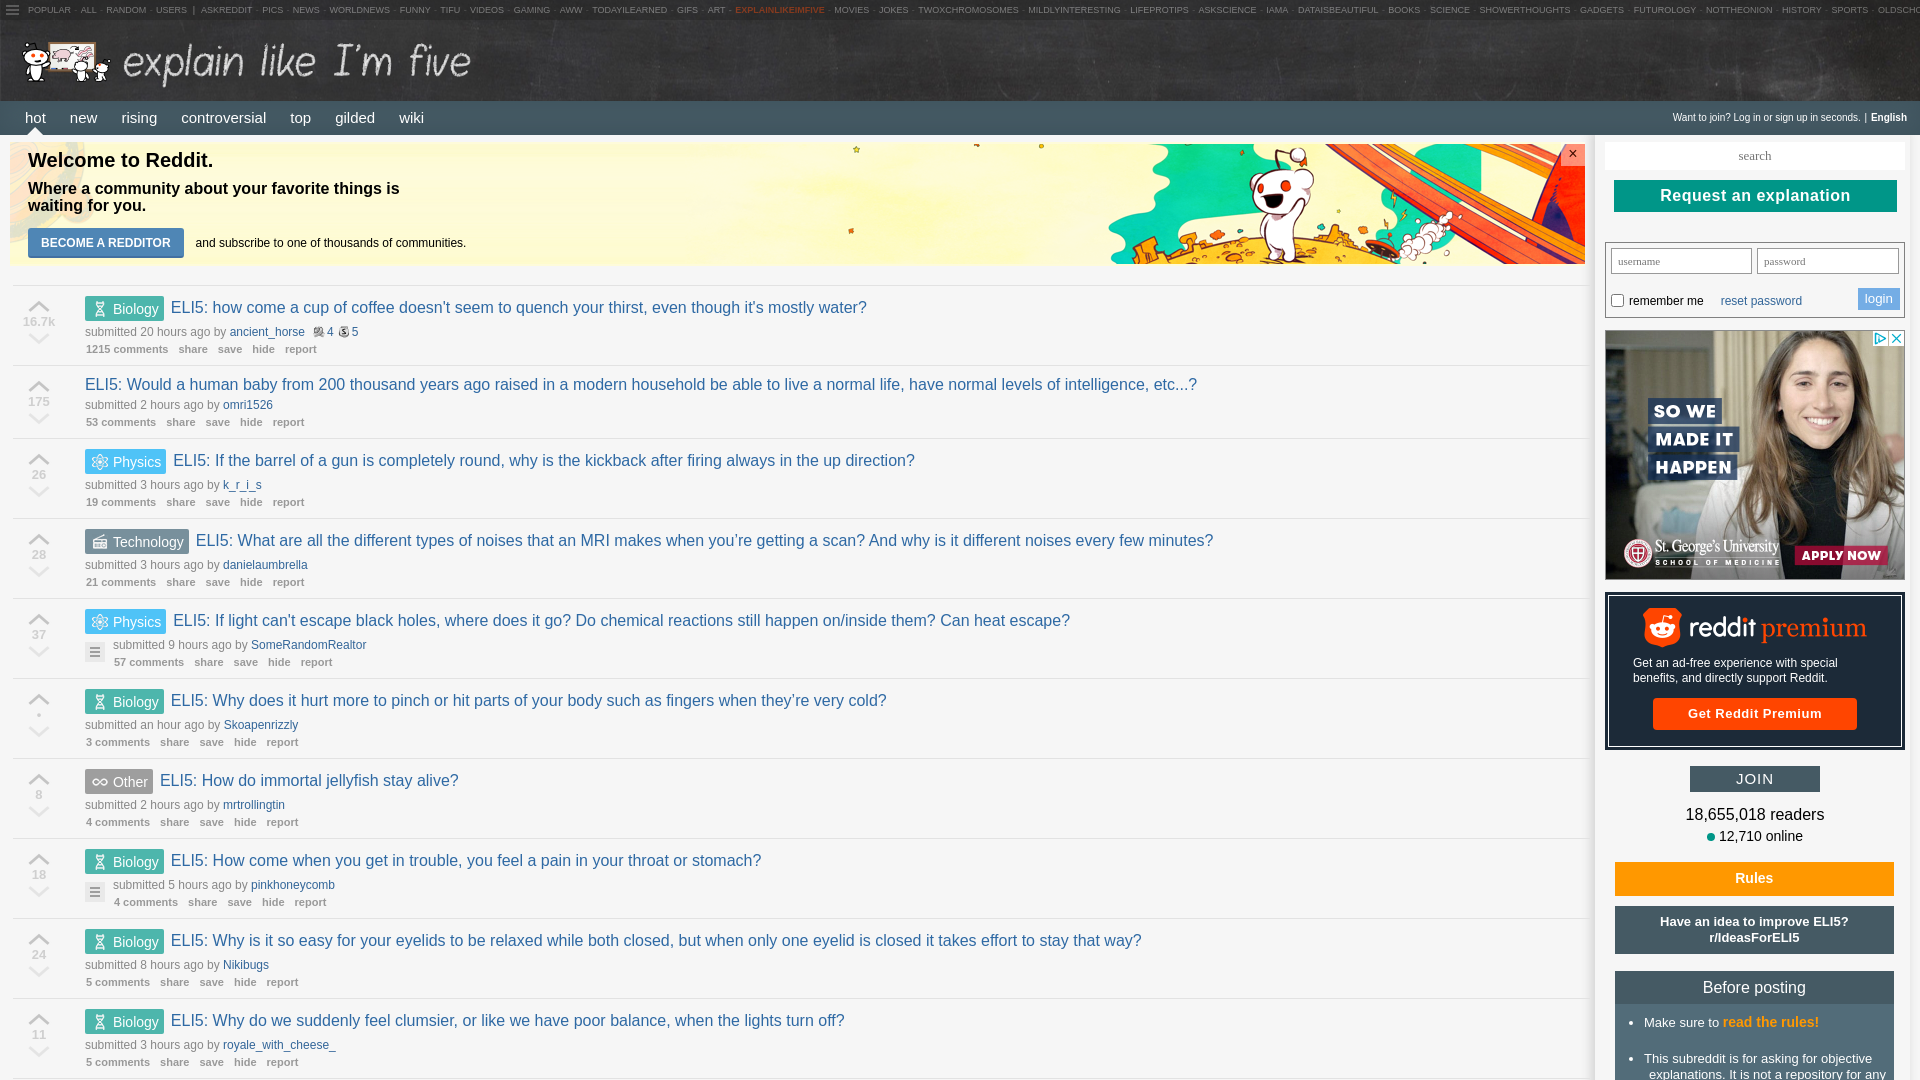 POPULAR - ALL - RANDOM - USERS | ASKREDDIT - PICS - NEWS - WORLDNEWS - FUNNY - TIFU - VIDEOS - GAMING - AWW - TODAYILEARNED - GIFS - ART - EXPLAINLIKEIMFIVE - MOVIES - JOKES - TWOXCHROMOSOMES - MILDLYINTERESTING - LIFEPROTIPS - ASKSCIENCE - IAMA - DATAISBEAUTIFUL - BOOKS - SCIENCE - SHOWERTHOUGHTS - GADGETS - FUTUROLOGY - NOTTHEONION - HISTORY - SPORTS - OLDSCHO
explain like I'm five
hot new rising controversial top gilded wiki
Want to join? Log in or sign up in seconds. | English
Welcome to Reddit.
Where a community about your favorite things is
waiting for you.
BECOME A REDDITOR and subscribe to one of thousands of communities.
×
16.7k
Biology ELI5: how come a cup of coffee doesn't seem to quench your thirst, even though it's mostly water?
submitted 20 hours ago by ancient_horse 4 5
1215 comments share save hide report
175
ELI5: Would a human baby from 200 thousand years ago raised in a modern household be able to live a normal life, have normal levels of intelligence, etc...?
submitted 2 hours ago by omri1526
53 comments share save hide report
26
Physics ELI5: If the barrel of a gun is completely round, why is the kickback after firing always in the up direction?
submitted 3 hours ago by k_r_i_s
19 comments share save hide report
28
Technology ELI5: What are all the different types of noises that an MRI makes when you’re getting a scan? And why is it different noises every few minutes?
submitted 3 hours ago by danielaumbrella
21 comments share save hide report
37
Physics ELI5: If light can't escape black holes, where does it go? Do chemical reactions still happen on/inside them? Can heat escape?
submitted 9 hours ago by SomeRandomRealtor
57 comments share save hide report
•
Biology ELI5: Why does it hurt more to pinch or hit parts of your body such as fingers when they’re very cold?
submitted an hour ago by Skoapenrizzly
3 comments share save hide report
8
Other ELI5: How do immortal jellyfish stay alive?
submitted 2 hours ago by mrtrollingtin
4 comments share save hide report
18
Biology ELI5: How come when you get in trouble, you feel a pain in your throat or stomach?
submitted 5 hours ago by pinkhoneycomb
4 comments share save hide report
24
Biology ELI5: Why is it so easy for your eyelids to be relaxed while both closed, but when only one eyelid is closed it takes effort to stay that way?
submitted 8 hours ago by Nikibugs
5 comments share save hide report
11
Biology ELI5: Why do we suddenly feel clumsier, or like we have poor balance, when the lights turn off?
submitted 3 hours ago by royale_with_cheese_
5 comments share save hide report
search
Request an explanation
username password
remember me reset password login
SO WE
MADE IT
HAPPEN
St. George's University
SCHOOL OF MEDICINE
APPLY NOW
reddit premium
Get an ad-free experience with special
benefits, and directly support Reddit.
Get Reddit Premium
JOIN
18,655,018 readers
12,710 online
Rules
Have an idea to improve ELI5?
r/IdeasForELI5
Before posting
• Make sure to read the rules!
• This subreddit is for asking for objective
explanations. It is not a repository for any